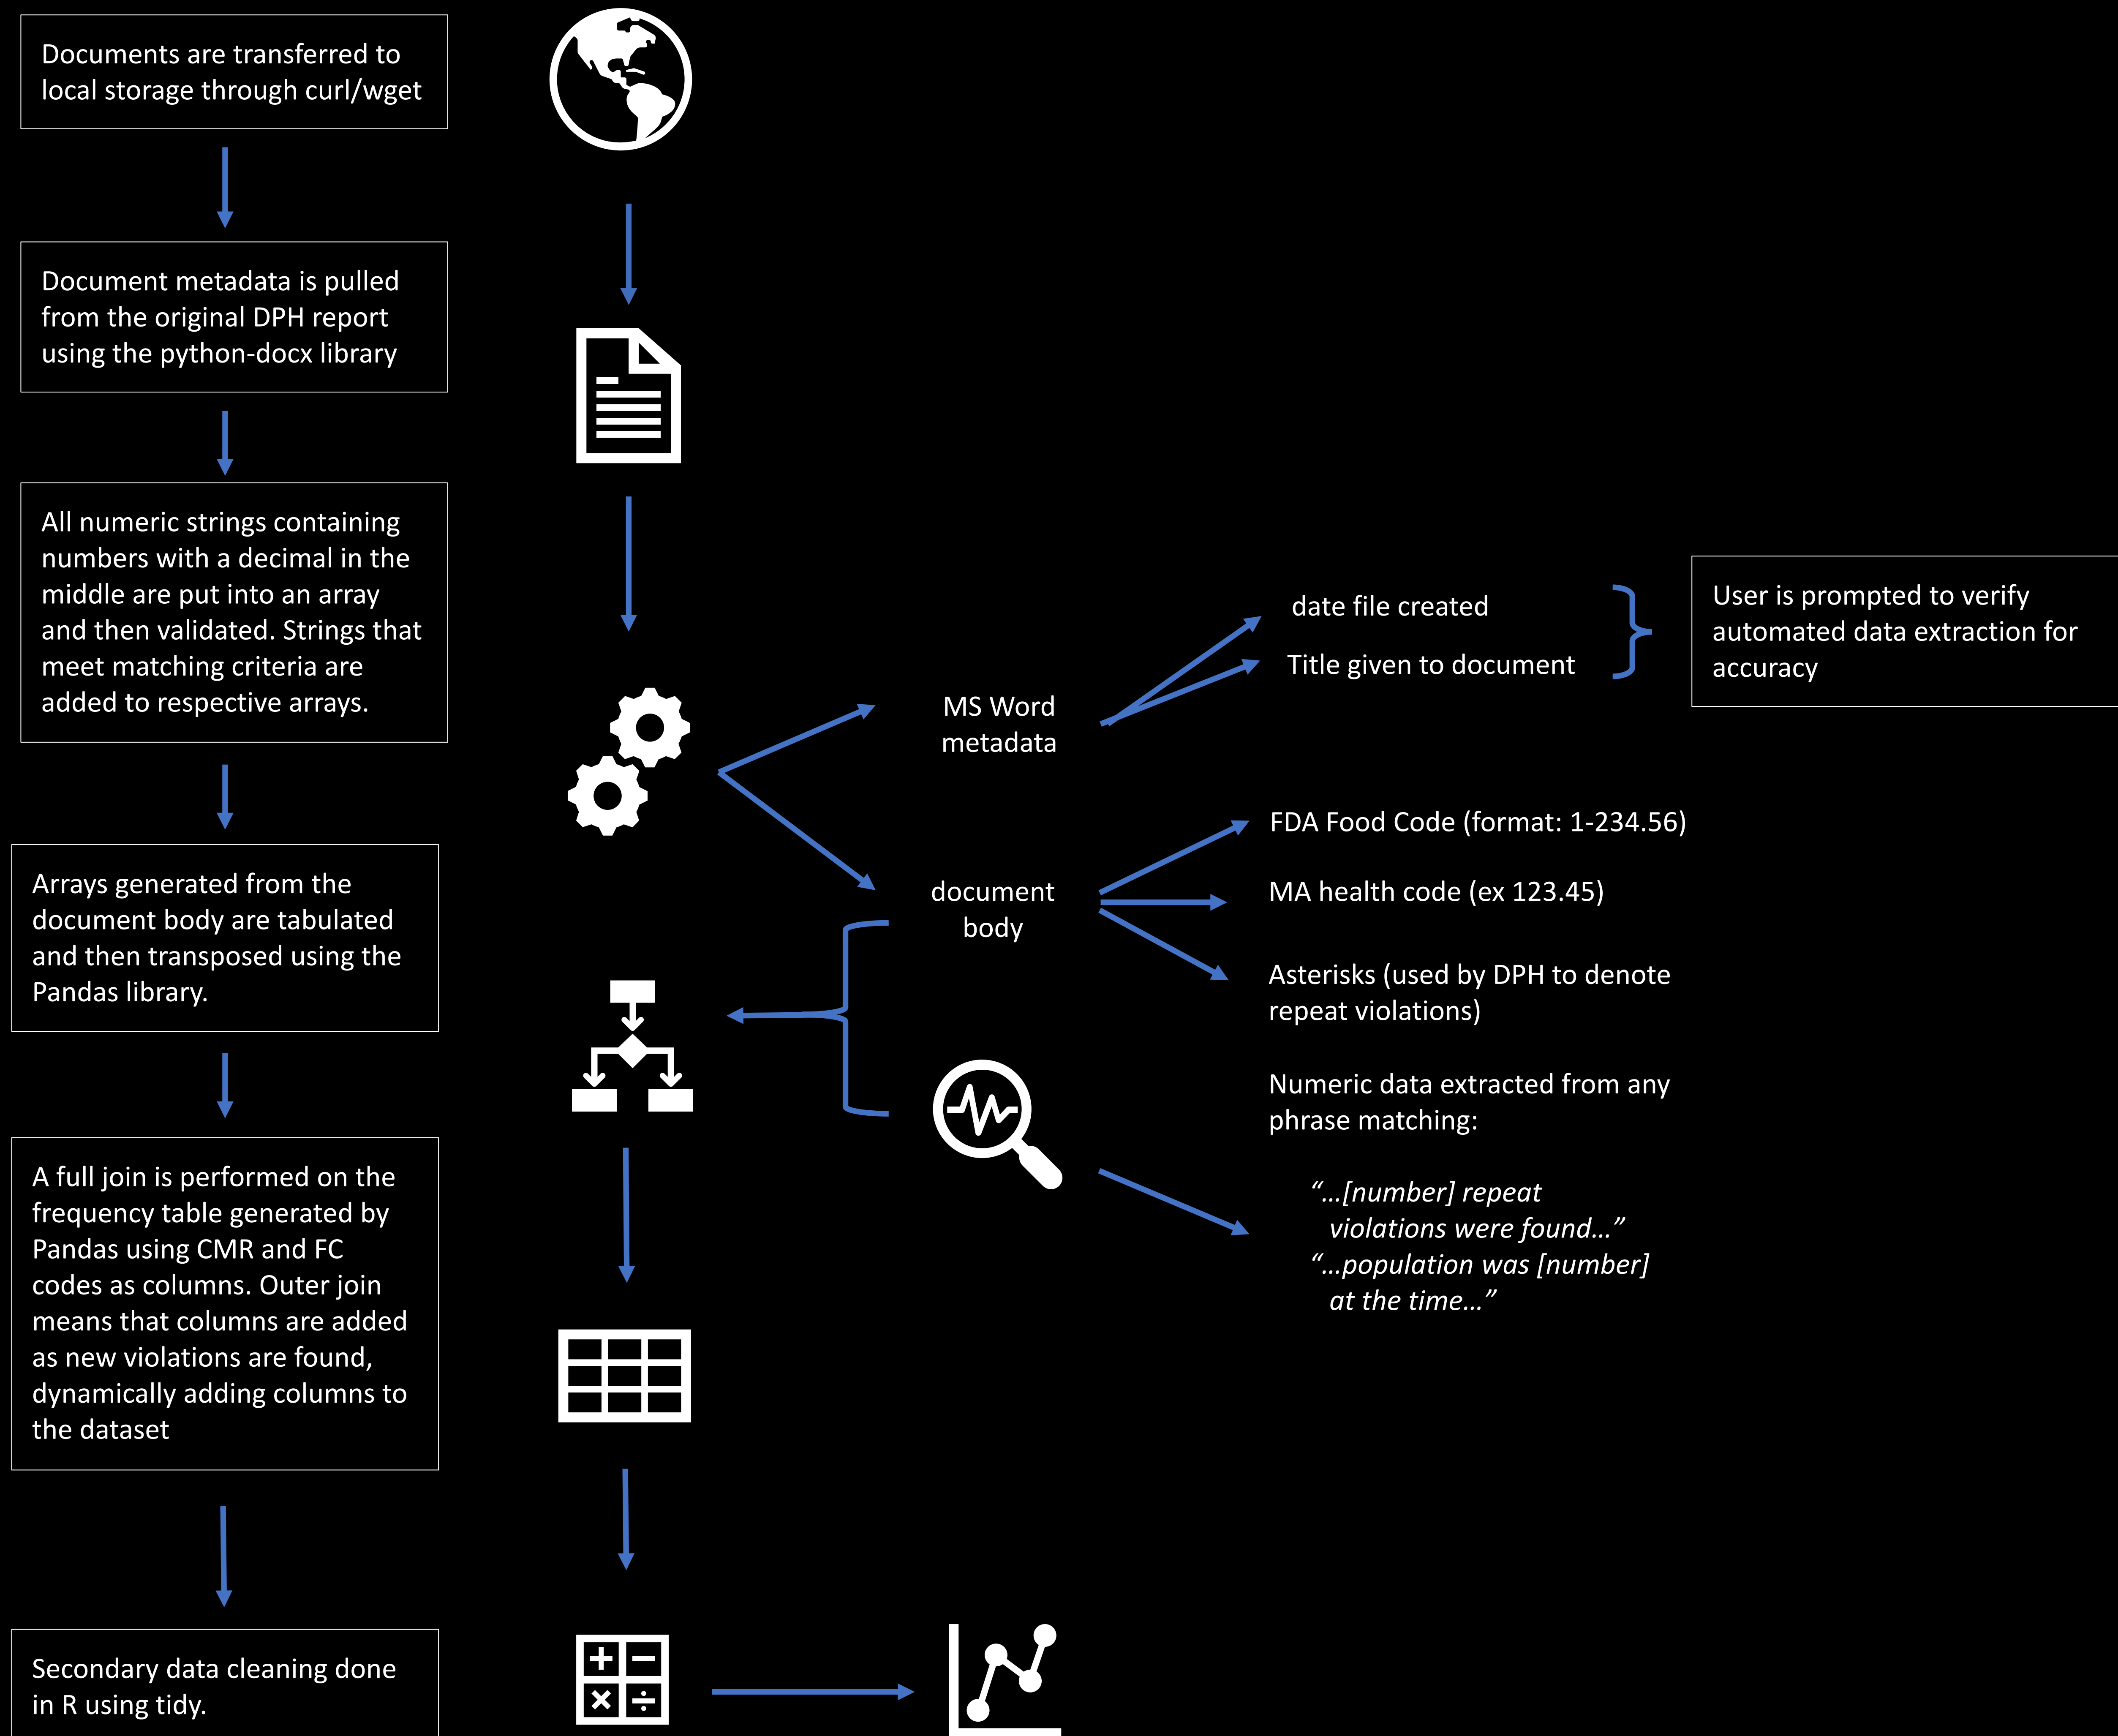 Documents are transferred to
local storage through curl/wget
Document metadata is pulled
from the original DPH report
using the python-docx library
All numeric strings containing
numbers with a decimal in the
middle are put into an array
and then validated. Strings that
meet matching criteria are
added to respective arrays.
Arrays generated from the
document body are tabulated
and then transposed using the
Pandas library.
A full join is performed on the
frequency table generated by
Pandas using CMR and FC
codes as columns. Outer join
means that columns are added
as new violations are found,
dynamically adding columns to
the dataset
Secondary data cleaning done
in R using tidy.
MS Word
metadata
date file created
Title given to document
User is prompted to verify
automated data extraction for
accuracy
document
body
FDA Food Code (format: 1-234.56)
MA health code (ex 123.45)
Asterisks (used by DPH to denote
repeat violations)
Numeric data extracted from any
phrase matching:
“…[number] repeat
violations were found…”
“…population was [number]
at the time…”